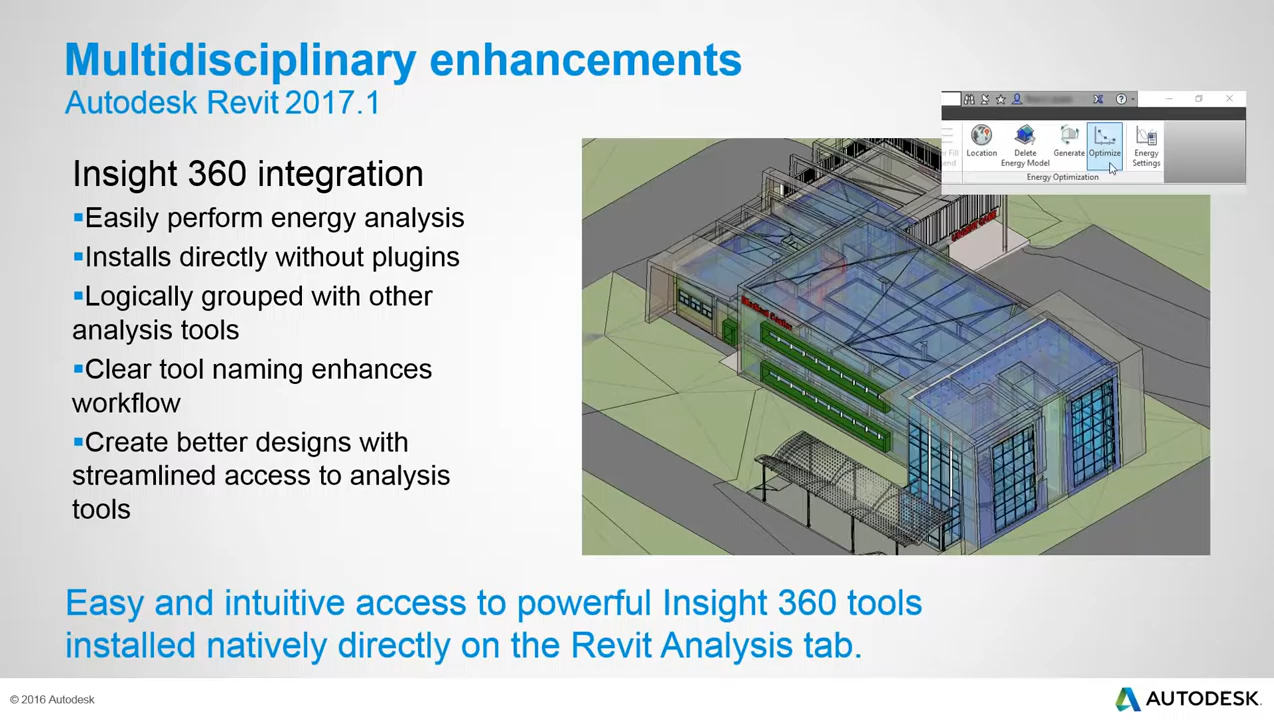 Multidisciplinary enhancements
Autodesk Revit 2017.1
Insight 360 integration
▪Easily perform energy analysis
▪Installs directly without plugins
▪Logically grouped with other
analysis tools
▪Clear tool naming enhances
workflow
▪Create better designs with
streamlined access to analysis
tools
Location
Delete
Energy Model
Generate
Optimize
Energy
Settings
Energy Optimization
Medical Center
Easy and intuitive access to powerful Insight 360 tools
installed natively directly on the Revit Analysis tab.
© 2016 Autodesk
AUTODESK.